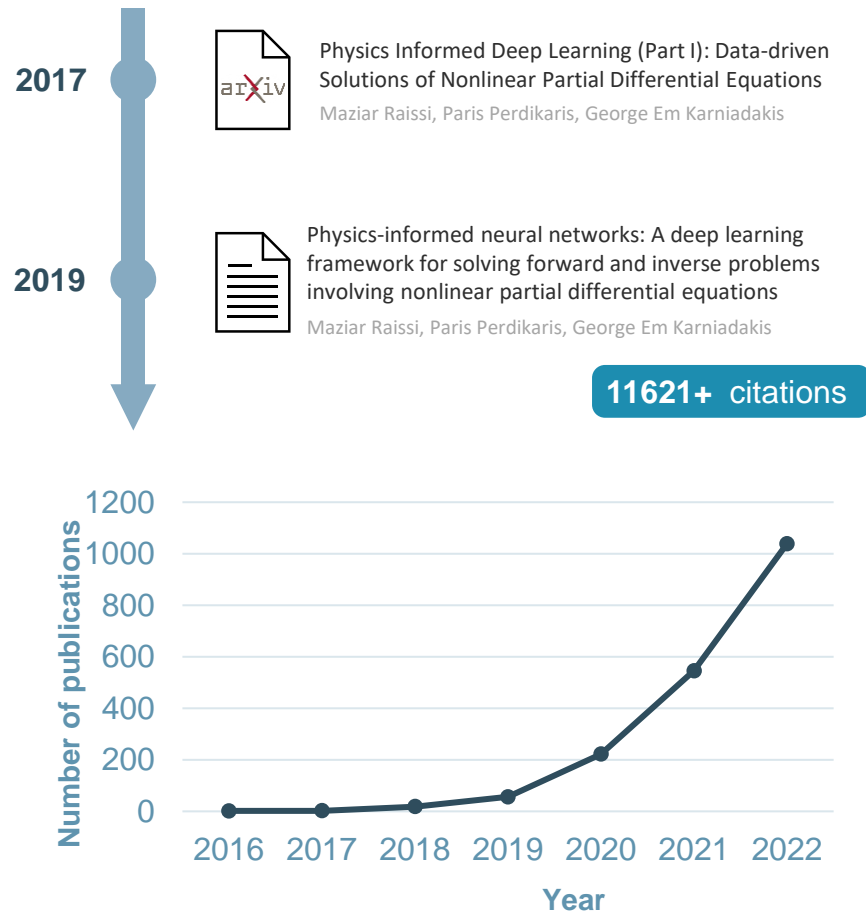 2017
arXiv
Physics Informed Deep Learning (Part I): Data-driven
Solutions of Nonlinear Partial Differential Equations
Maziar Raissi, Paris Perdikaris, George Em Karniadakis
2019
Physics-informed neural networks: A deep learning
framework for solving forward and inverse problems
involving nonlinear partial differential equations
Maziar Raissi, Paris Perdikaris, George Em Karniadakis
11621+ citations
Number of publications
1200
1000
800
600
400
200
0
2016 2017 2018 2019 2020 2021 2022
Year